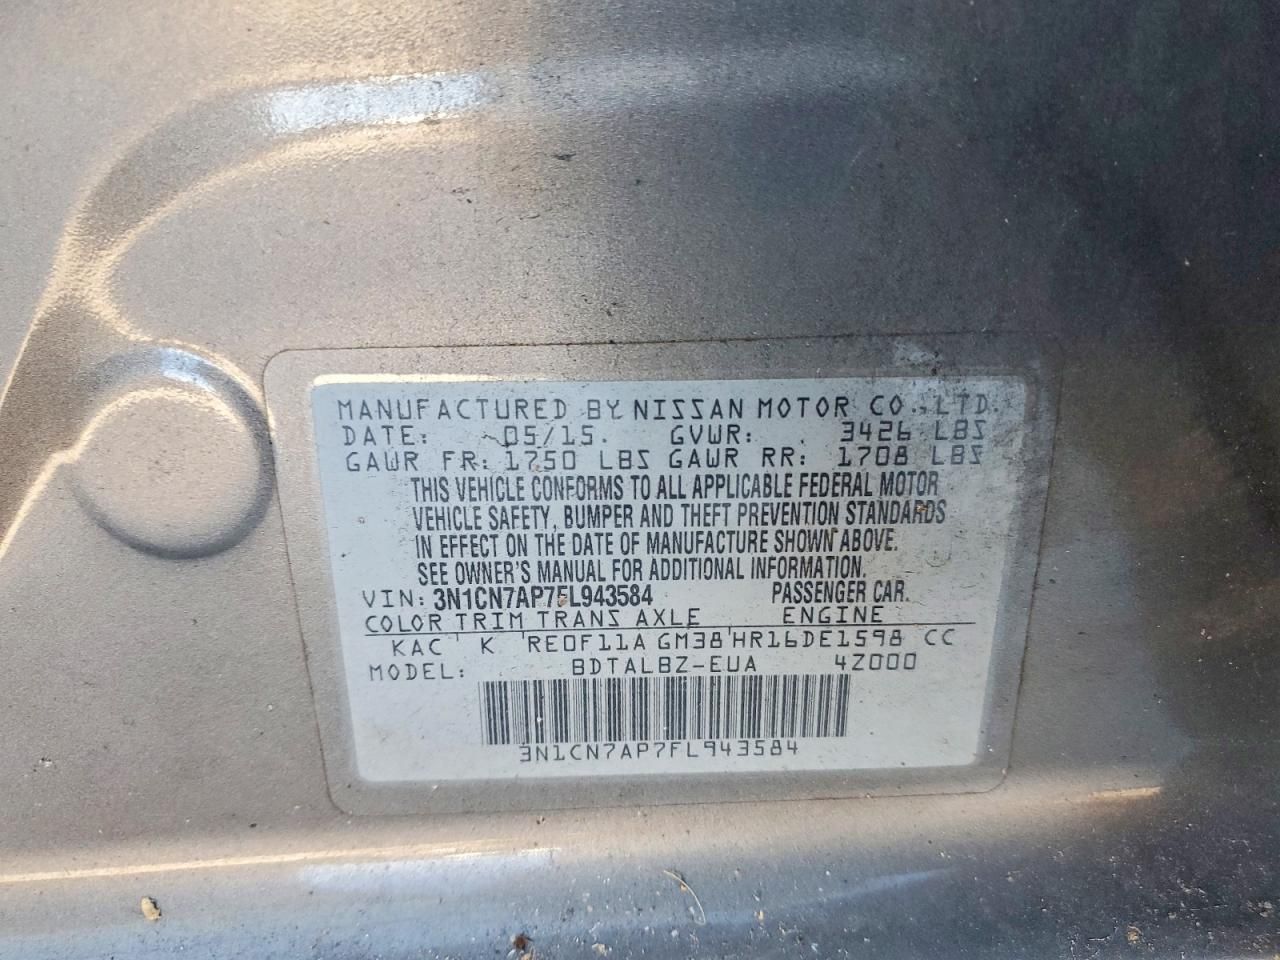 MANUFACTURED BY NISSAN MOTOR CO., LTD.
DATE: 05/15. GVWR: 3426 LBS
GAWR FR: 1750 LBS GAWR RR: 1708 LBS
THIS VEHICLE CONFORMS TO ALL APPLICABLE FEDERAL MOTOR
VEHICLE SAFETY, BUMPER AND THEFT PREVENTION STANDARDS
IN EFFECT ON THE DATE OF MANUFACTURE SHOWN ABOVE.
SEE OWNER'S MANUAL FOR ADDITIONAL INFORMATION.
VIN: 3N1CN7AP7FL943584 PASSENGER CAR.
COLOR TRIM TRANS AXLE ENGINE
KAC K RE0F11A GM38 HR16DE1598 CC
MODEL: BDTALBZ-EUA 4Z000
3N1CN7AP7FL943584